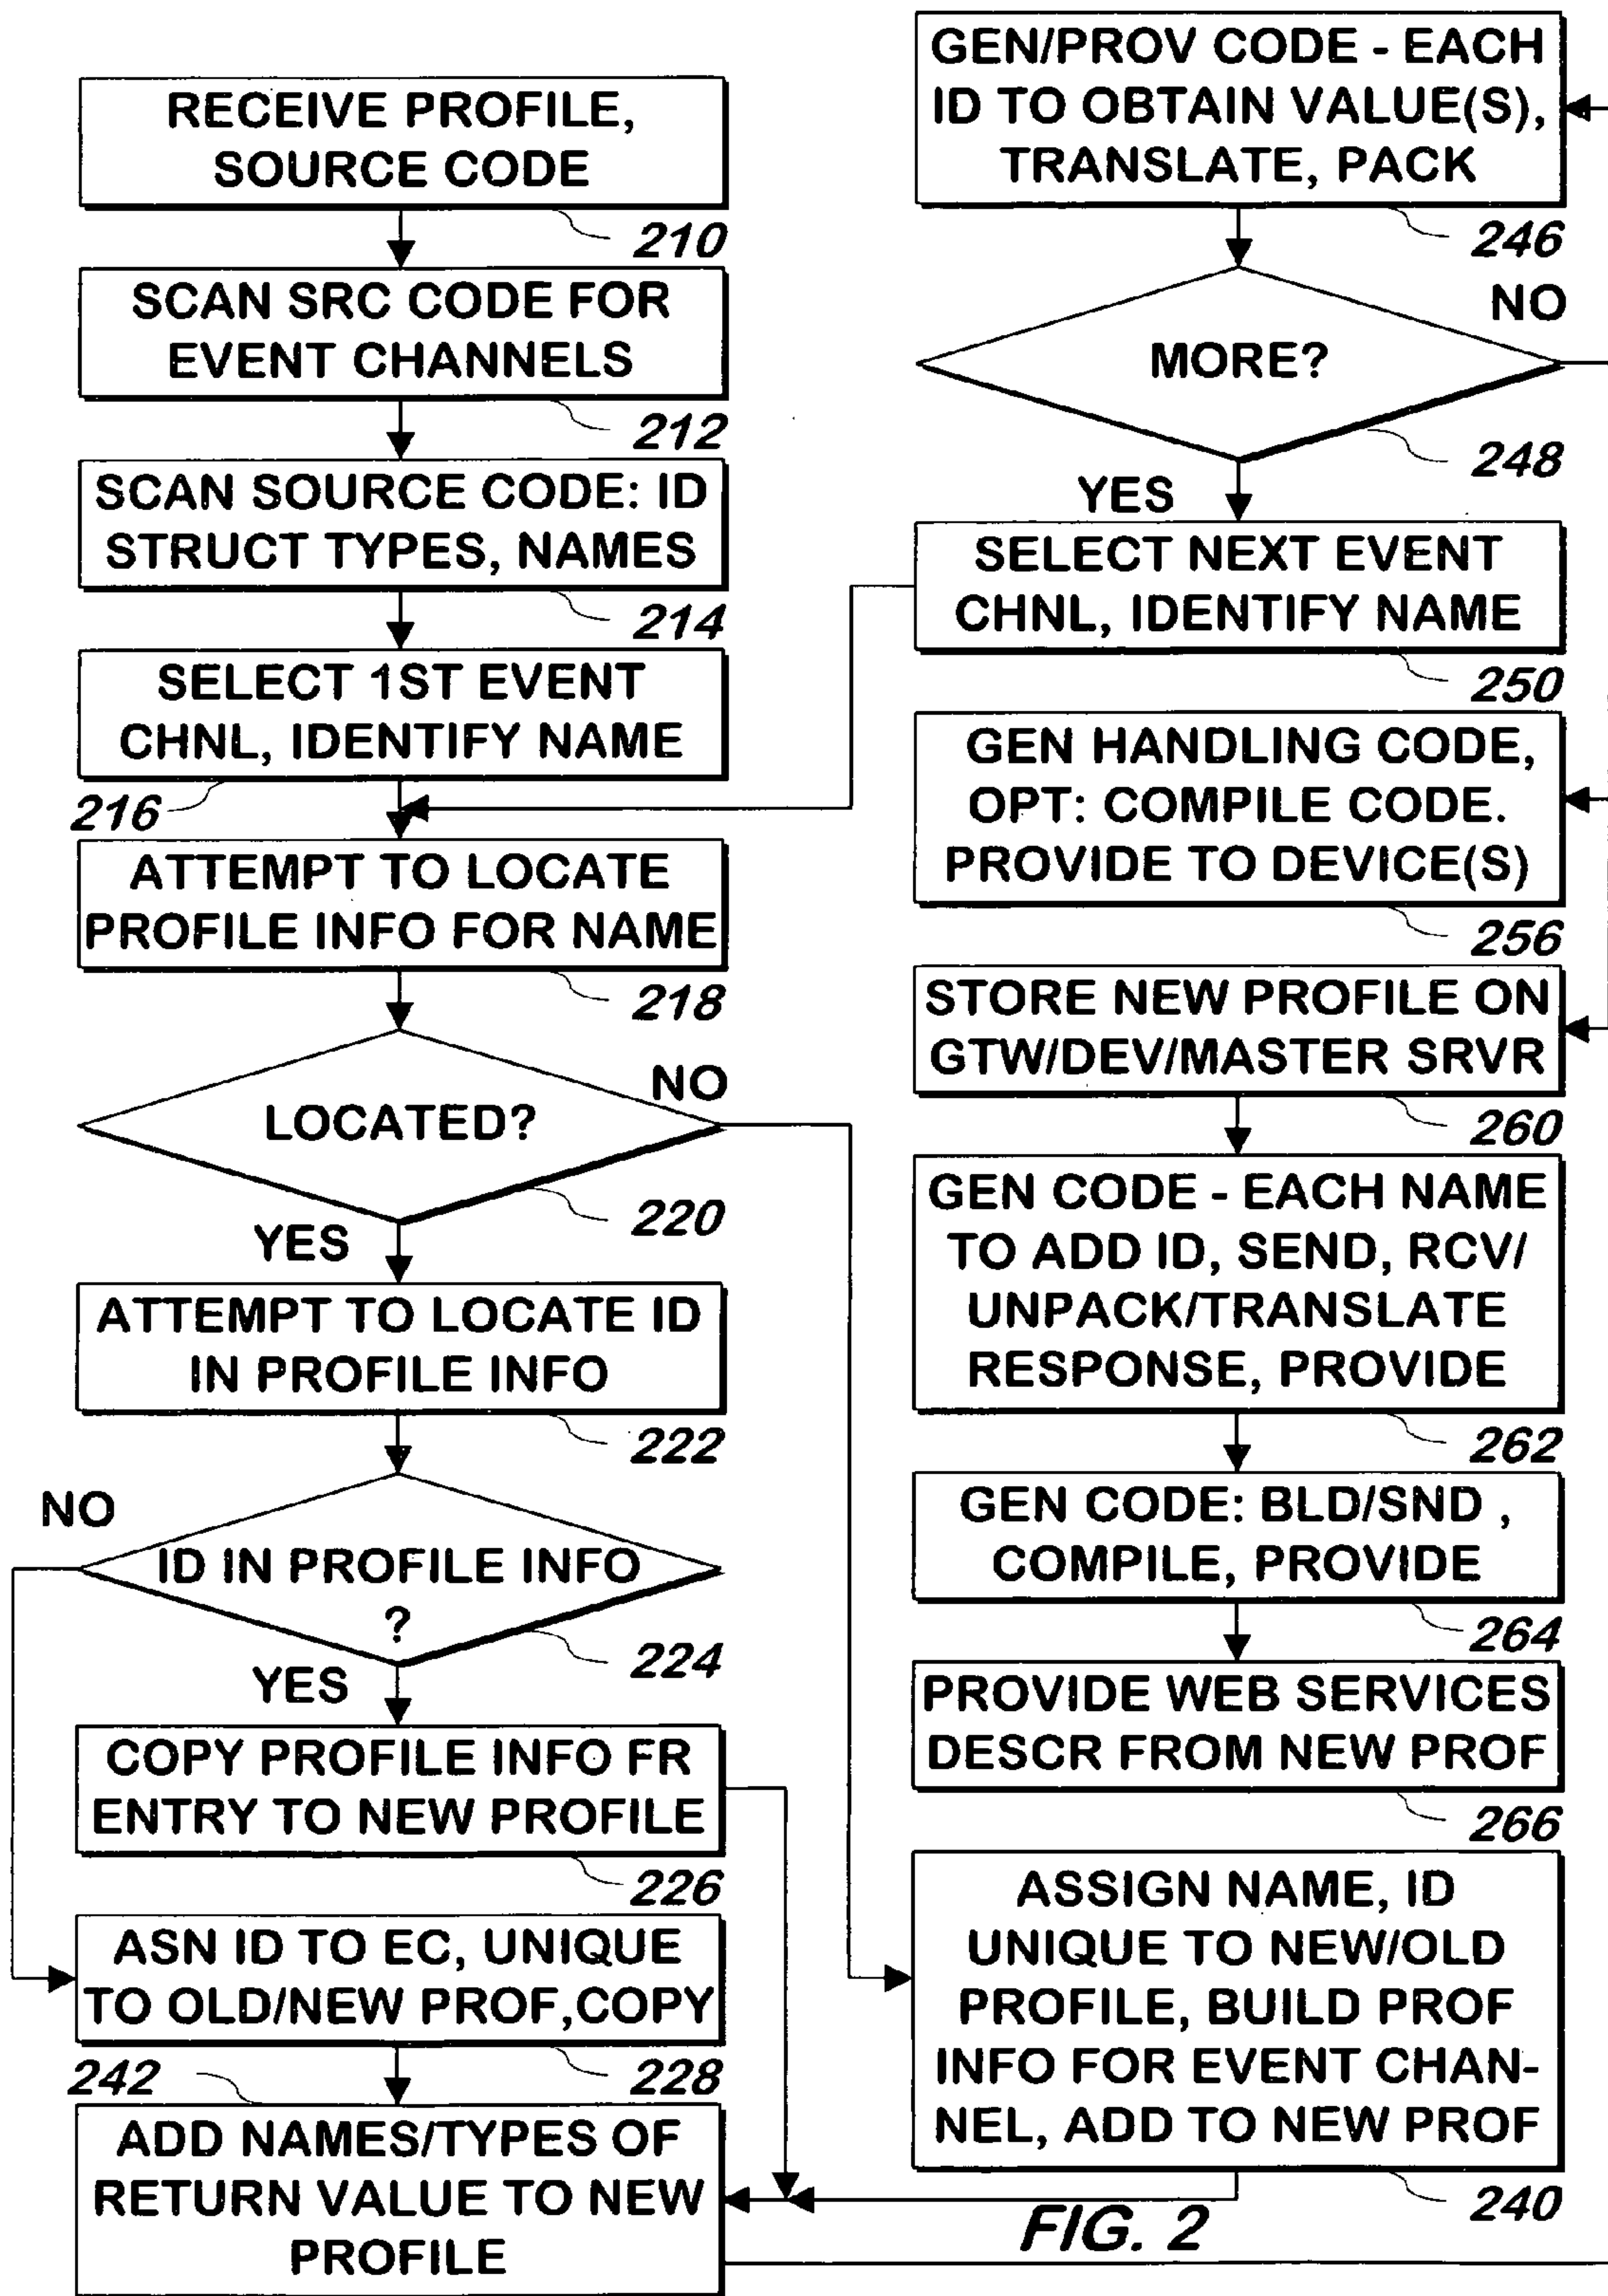 RECEIVE PROFILE,
SOURCE CODE
210
SCAN SRC CODE FOR
EVENT CHANNELS
212
SCAN SOURCE CODE: ID
STRUCT TYPES, NAMES
214
SELECT 1ST EVENT
CHNL, IDENTIFY NAME
216
ATTEMPT TO LOCATE
PROFILE INFO FOR NAME
218
LOCATED?
NO
220
YES
ATTEMPT TO LOCATE ID
IN PROFILE INFO
222
NO
ID IN PROFILE INFO
?
224
YES
COPY PROFILE INFO FR
ENTRY TO NEW PROFILE
226
ASN ID TO EC, UNIQUE
TO OLD/NEW PROF,COPY
228
242
ADD NAMES/TYPES OF
RETURN VALUE TO NEW
PROFILE
GEN/PROV CODE - EACH
ID TO OBTAIN VALUE(S),
TRANSLATE, PACK
246
NO
MORE?
248
YES
SELECT NEXT EVENT
CHNL, IDENTIFY NAME
250
GEN HANDLING CODE,
OPT: COMPILE CODE.
PROVIDE TO DEVICE(S)
256
STORE NEW PROFILE ON
GTW/DEV/MASTER SRVR
260
GEN CODE - EACH NAME
TO ADD ID, SEND, RCV/
UNPACK/TRANSLATE
RESPONSE, PROVIDE
262
GEN CODE: BLD/SND ,
COMPILE, PROVIDE
264
PROVIDE WEB SERVICES
DESCR FROM NEW PROF
266
ASSIGN NAME, ID
UNIQUE TO NEW/OLD
PROFILE, BUILD PROF
INFO FOR EVENT CHAN-
NEL, ADD TO NEW PROF
240
FIG. 2